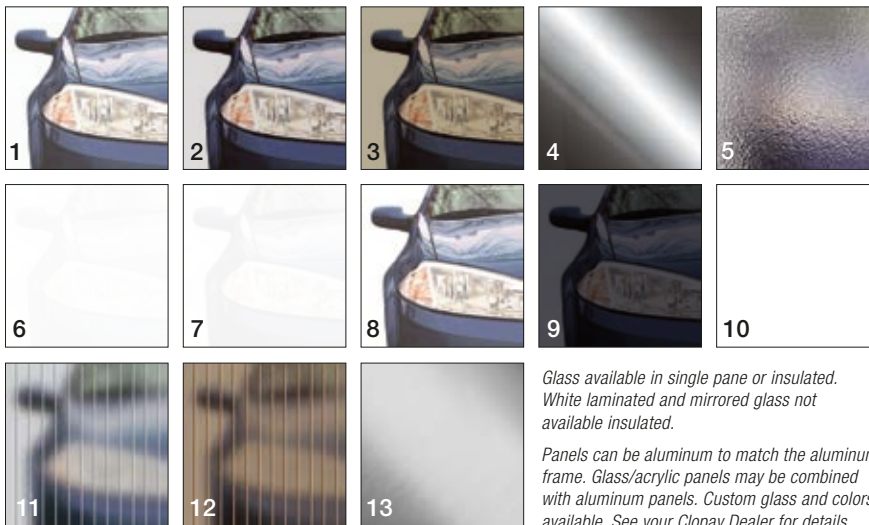 1
2
3
4
5
6
7
8
9
10
11
12
13
Glass available in single pane or insulated.
White laminated and mirrored glass not
available insulated.
Panels can be aluminum to match the
frame. Glass/acrylic panels may be combined
with aluminum panels. Custom glass and
available. See your Clopay Dealer for details